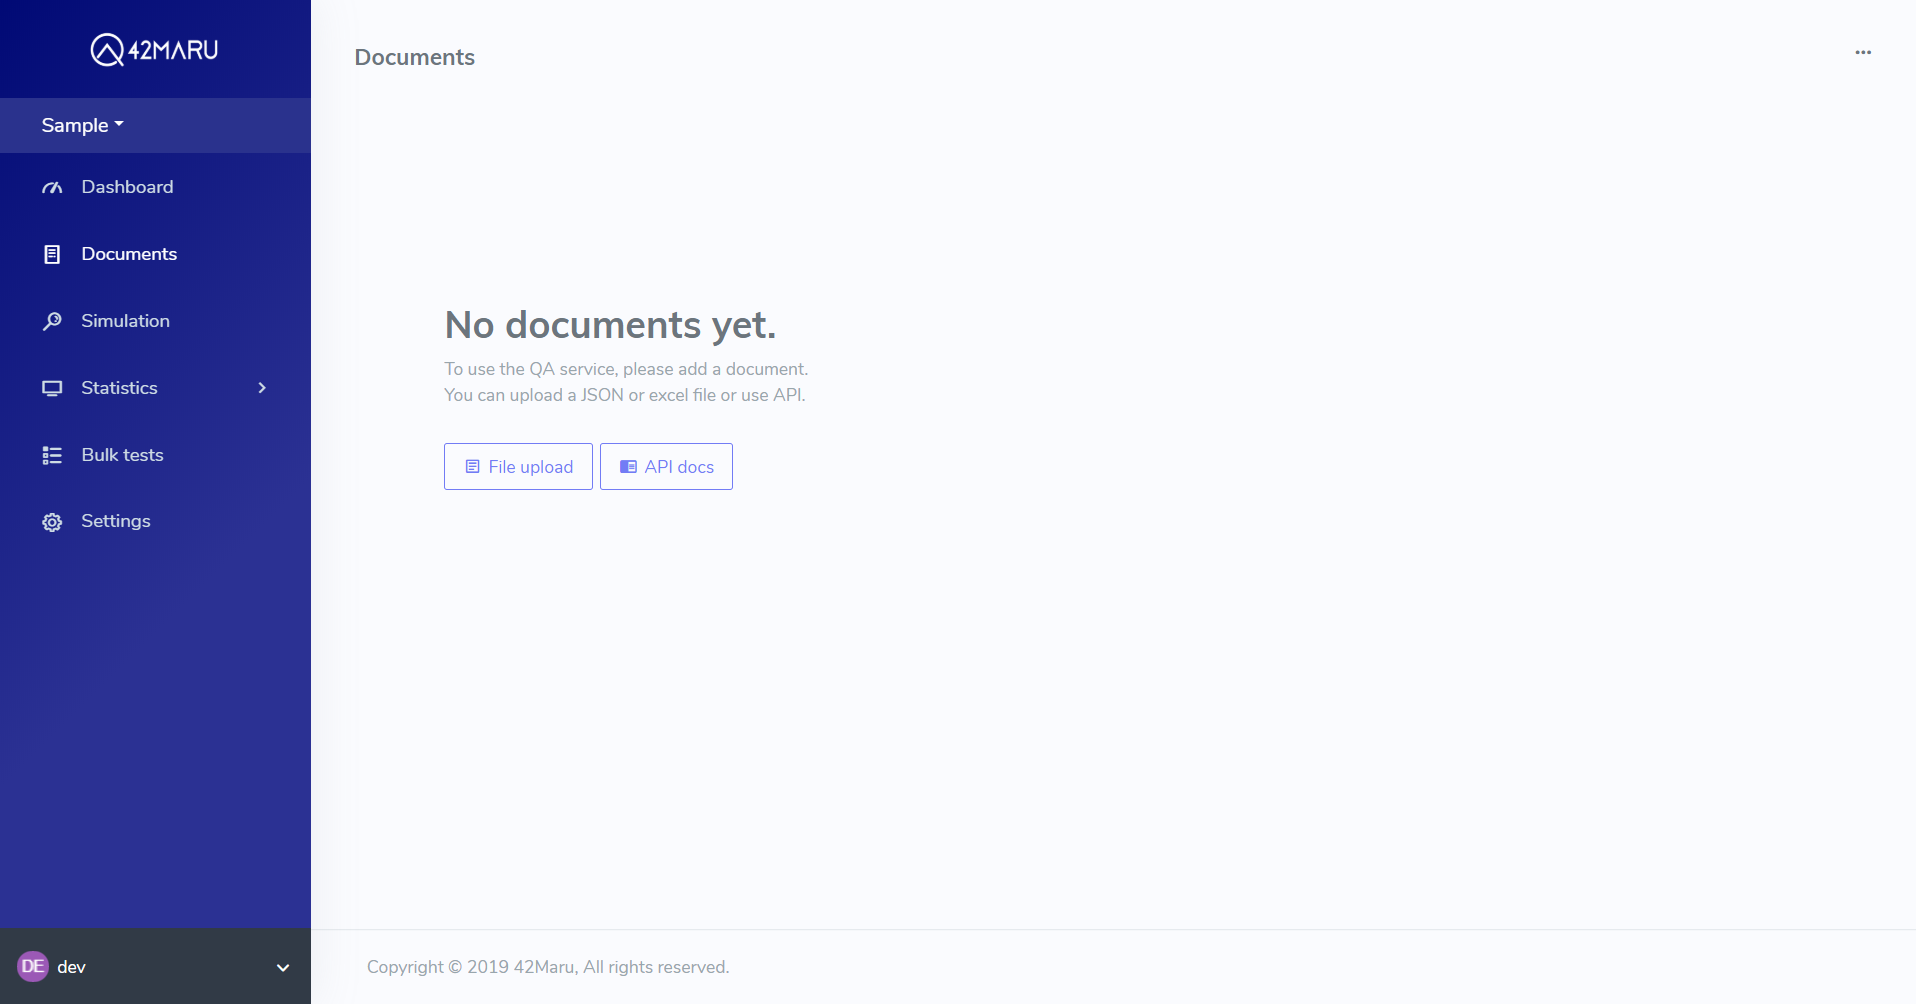 42MARU
Sample
Dashboard
Documents
Simulation
Statistics
Bulk tests
Settings
DE dev
Documents
No documents yet.
To use the QA service, please add a document.
You can upload a JSON or excel file or use API.
File upload
API docs
Copyright © 2019 42Maru, All rights reserved.